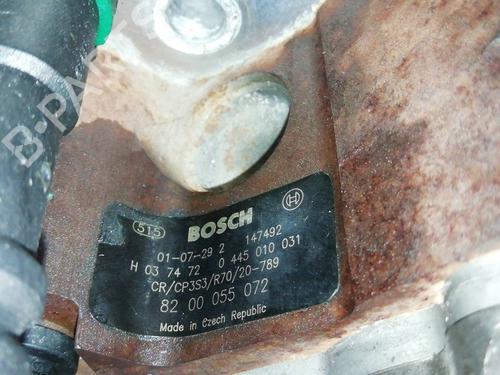 B-PARTS
515 BOSCH H
01-07-29 2 147492
H 03 74 72 0 445 010 031
CR/CP3S3/R70/20-789
82 00 055 072
Made in Czech Republic